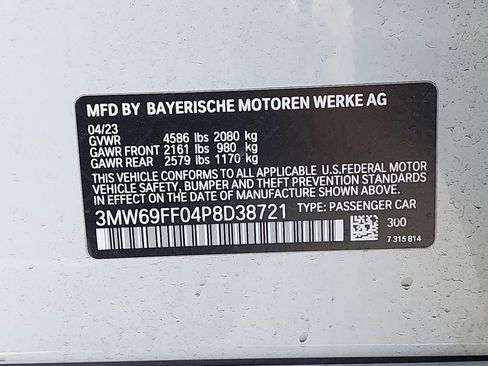 MFD BY BAYERISCHE MOTOREN WERKE AG
04/23
GVWR 4586 lbs 2080 kg
GAWR FRONT 2161 lbs 980 kg
GAWR REAR 2579 lbs 1170 kg
THIS VEHICLE CONFORMS TO ALL APPLICABLE U.S.FEDERAL MOTOR
VEHICLE SAFETY, BUMPER AND THEFT PREVENTION STANDARDS
IN EFFECT ON THE DATE OF MANUFACTURE SHOWN ABOVE.
3MW69FF04P8D38721 TYPE: PASSENGER CAR
300
7 315 814